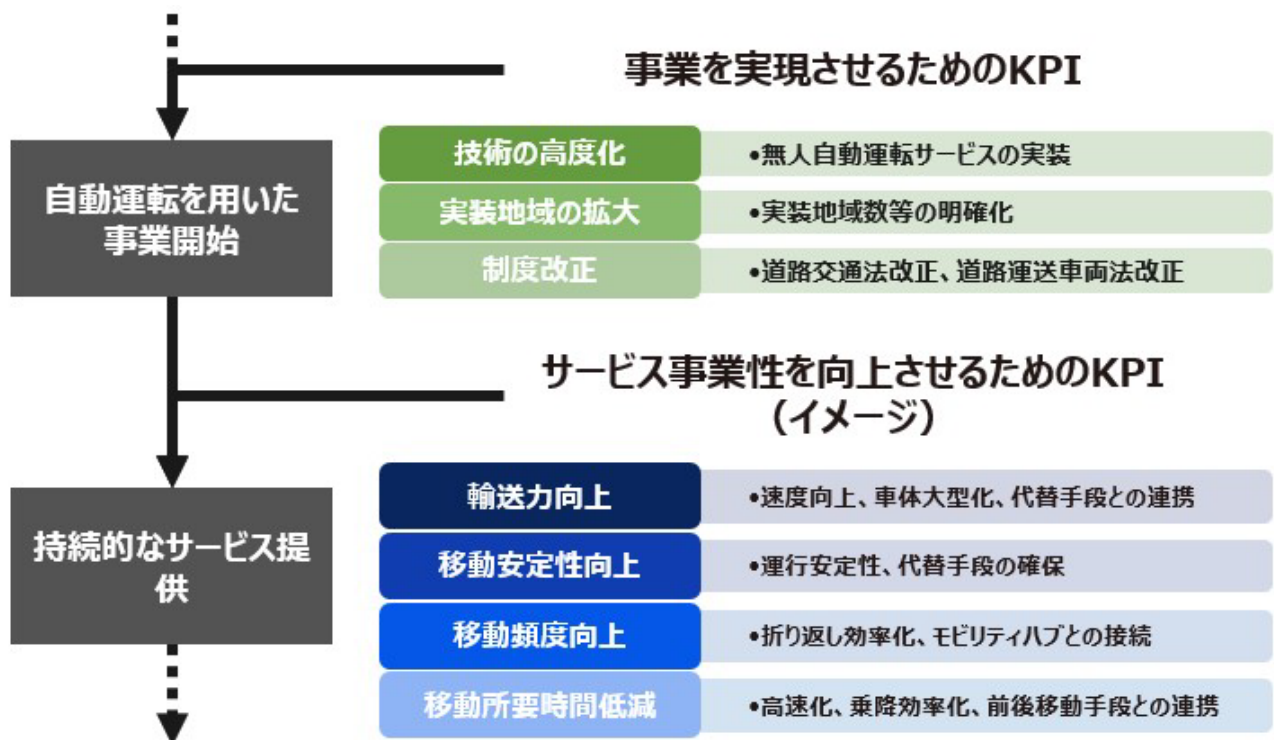 事業を実現させるためのKPI
自動運転を用いた
事業開始
技術の高度化
•無人自動運転サービスの実装
実装地域の拡大
•実装地域数等の明確化
制度改正
•道路交通法改正、道路運送車両法改正
サービス事業性を向上させるためのKPI
（イメージ）
持続的なサービス提
供
輸送力向上
•速度向上、車体大型化、代替手段との連携
移動安定性向上
•運行安定性、代替手段の確保
移動頻度向上
•折り返し効率化、モビリティハブとの接続
移動所要時間低減
•高速化、乗降効率化、前後移動手段との連携